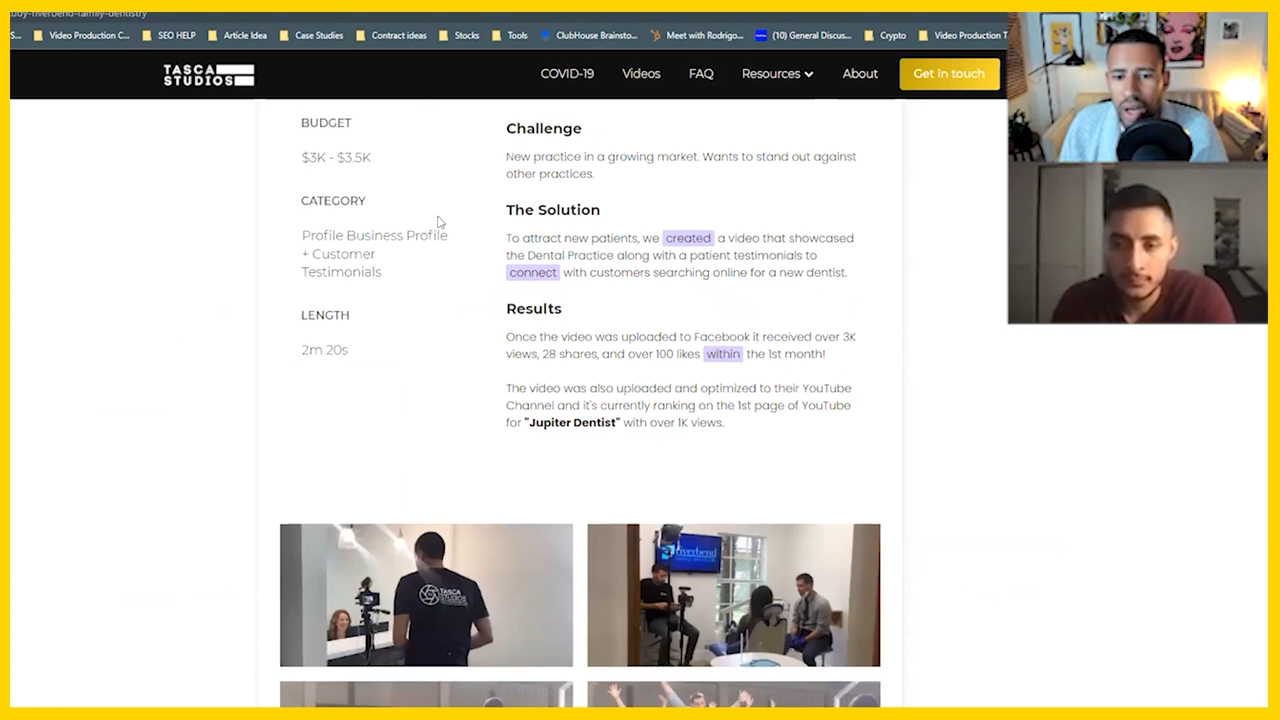 udy-riverbend-family-dentistry
S... Video Production C... SEO HELP Article Idea Case Studies Contract ideas Stocks Tools ClubHouse Brainsto... Meet with Rodrigo... (10) General Discus... Crypto Video Production T
TASCA STUDIOS COVID-19 Videos FAQ Resources About Get in touch
BUDGET
$3K - $3.5K
CATEGORY
Profile Business Profile
+ Customer
Testimonials
LENGTH
2m 20s
Challenge
New practice in a growing market. Wants to stand out against
other practices.
The Solution
To attract new patients, we created a video that showcased
the Dental Practice along with a patient testimonials to
connect with customers searching online for a new dentist.
Results
Once the video was uploaded to Facebook it received over 3K
views, 28 shares, and over 100 likes within the 1st month!
The video was also uploaded and optimized to their YouTube
Channel and it's currently ranking on the 1st page of YouTube
for "Jupiter Dentist" with over 1K views.
TASCA
STUDIOS
Riverbend